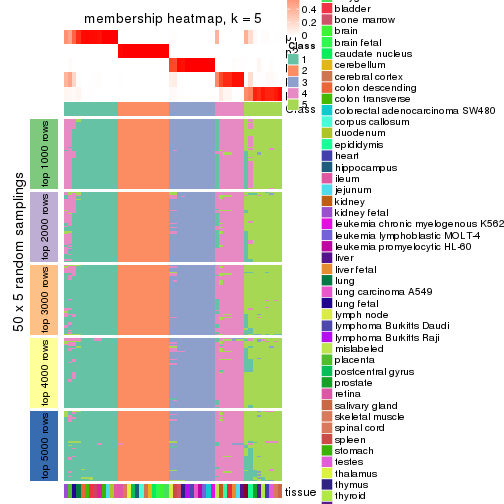 membership heatmap, k = 5
50 x 5 random samplings
top 1000 rows
top 2000 rows
top 3000 rows
top 4000 rows
top 5000 rows
0.4
0.2
0
Class
1
2
3
4
5
Class
tissue
bladder
bone marrow
brain
brain fetal
caudate nucleus
cerebellum
cerebral cortex
colon descending
colon transverse
colorectal adenocarcinoma SW480
corpus callosum
duodenum
epididymis
heart
hippocampus
ileum
jejunum
kidney
kidney fetal
leukemia chronic myelogenous K562
leukemia lymphoblastic MOLT-4
leukemia promyelocytic HL-60
liver
liver fetal
lung
lung carcinoma A549
lung fetal
lymph node
lymphoma Burkitts Daudi
lymphoma Burkitts Raji
mislabeled
placenta
postcentral gyrus
prostate
retina
salivary gland
skeletal muscle
spinal cord
spleen
stomach
testes
thalamus
thymus
thyroid